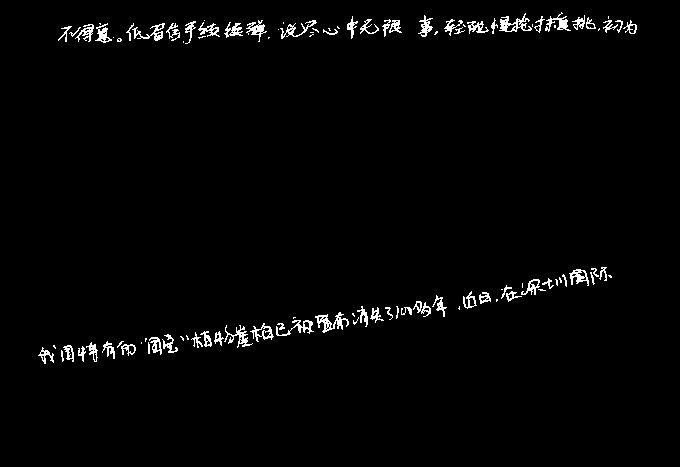 不得意。低眉信手续续弹,说尽心中无限事,轻拢慢捻抹复挑,初为
我国特有的“国宝”植物崖柏已被宣布消失了100多年,近日,在深圳国际